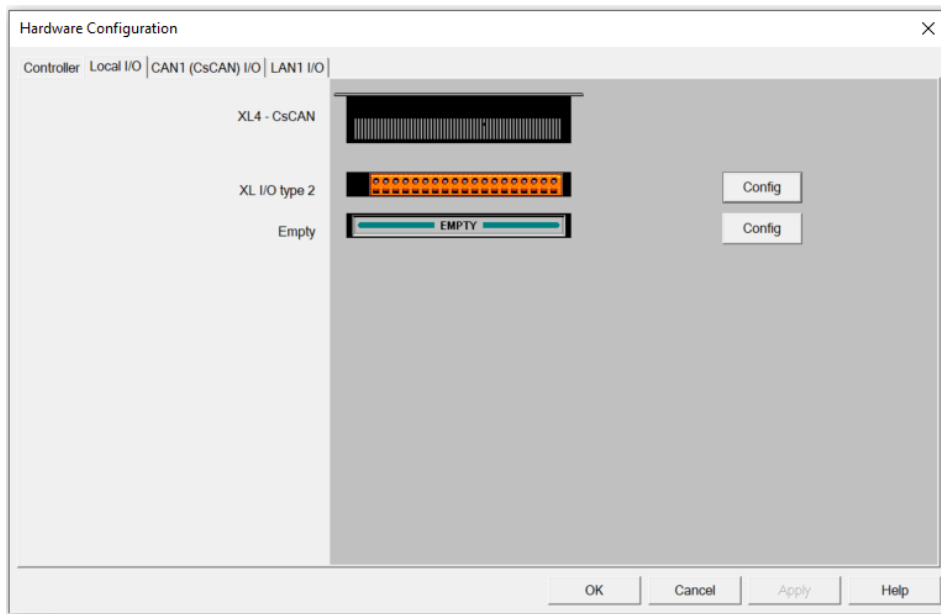 Hardware Configuration
Controller Local I/O CAN1 (CsCAN) I/O LAN1 I/O
XL4 - CsCAN
XL I/O type 2 Config
Empty EMPTY Config
OK Cancel Apply Help